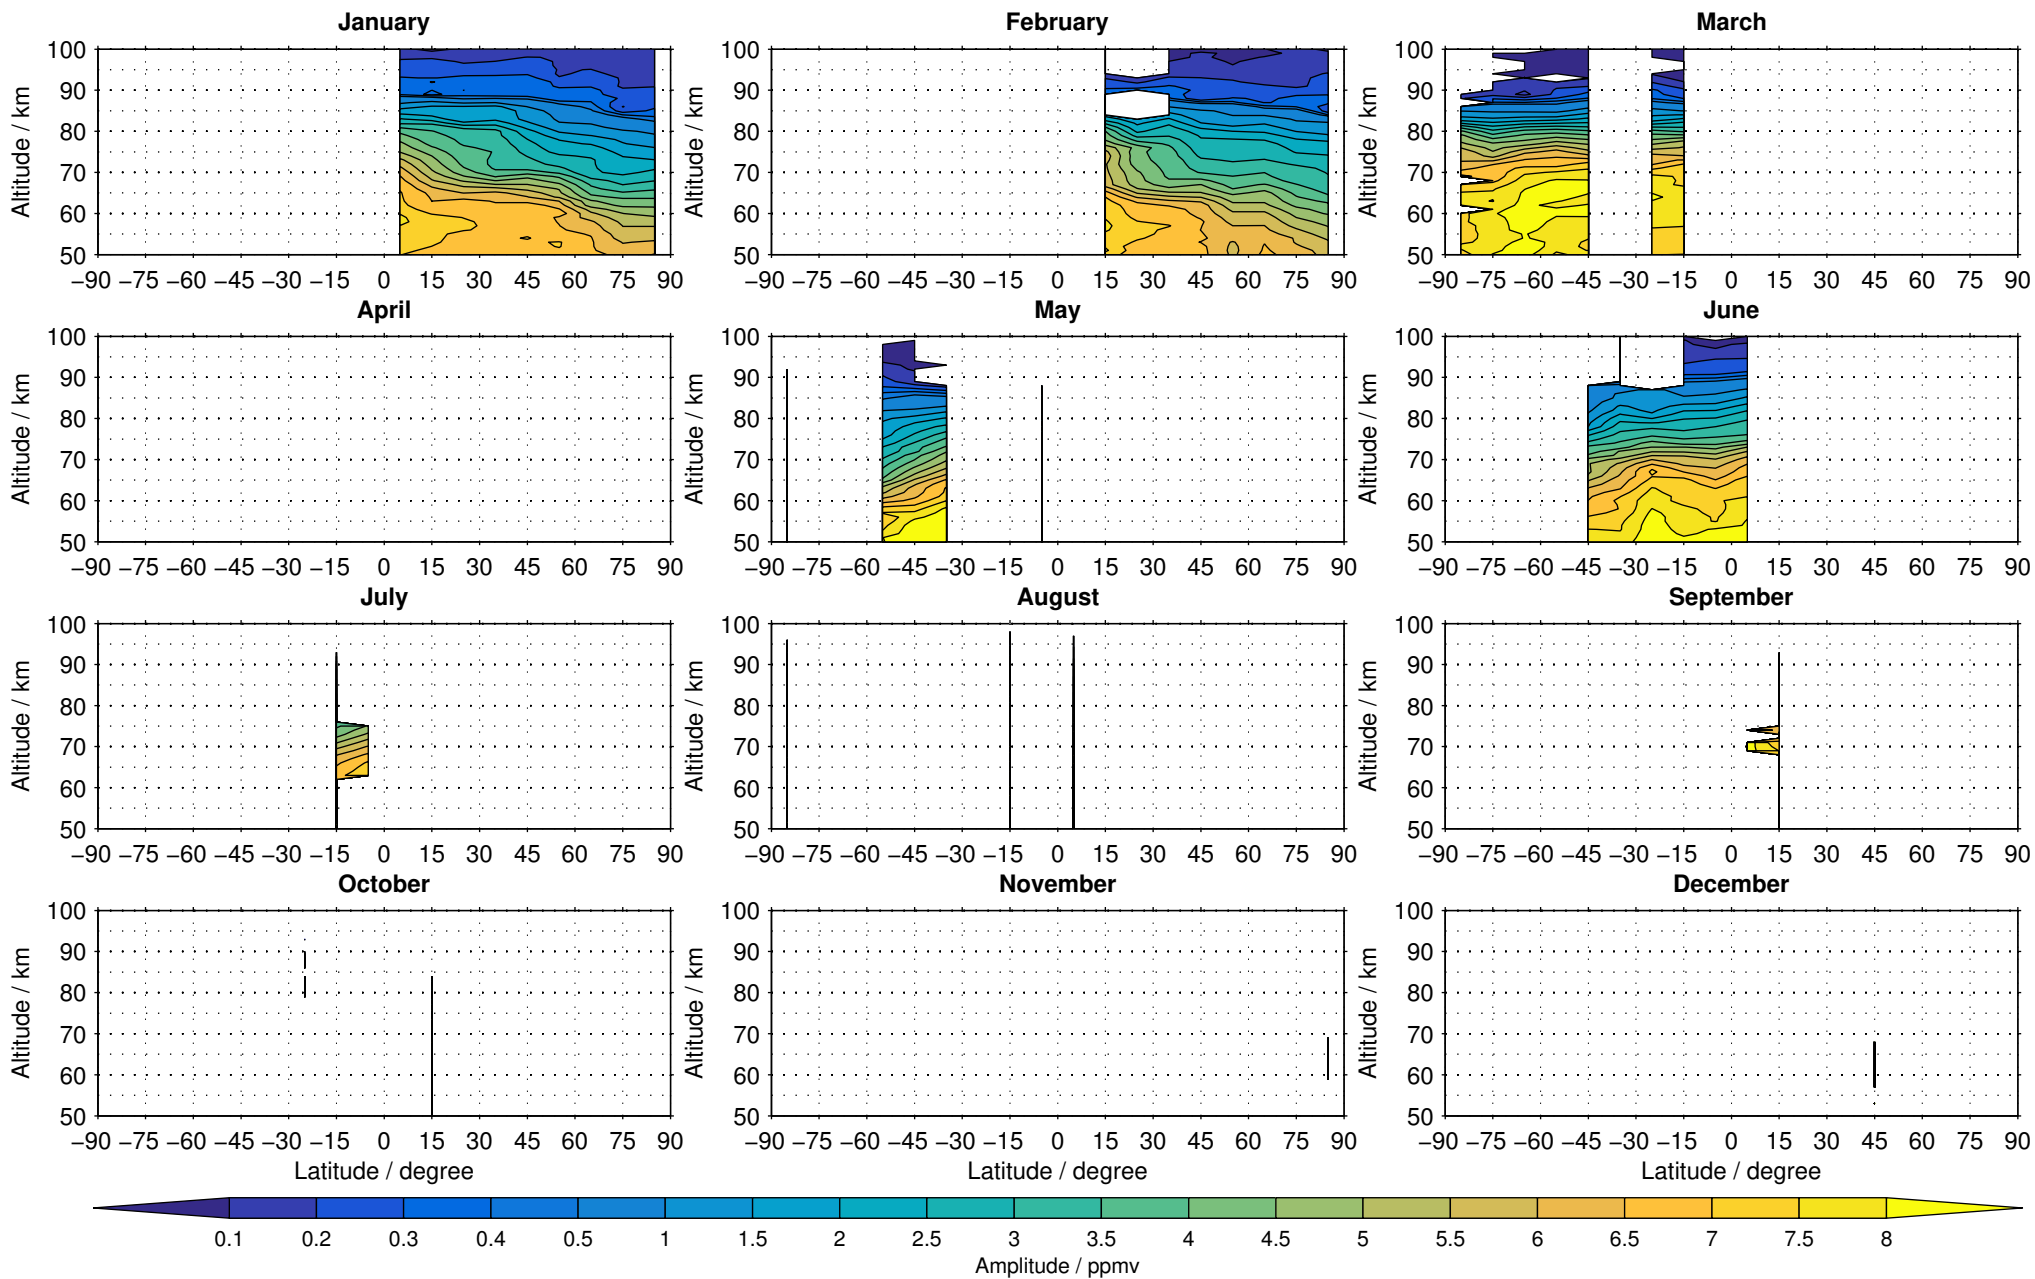 January February March
100 100 100
90 90 90
80 80 80
70 70 70
60 60 60
50 50 50
Altitude / km Altitude / km Altitude / km
−90 −75 −60 −45 −30 −15 0 15 30 45 60 75 90 −90 −75 −60 −45 −30 −15 0 15 30 45 60 75 90 −90 −75 −60 −45 −30 −15 0 15 30 45 60 75 90
April May June
100 100 100
90 90 90
80 80 80
70 70 70
60 60 60
50 50 50
Altitude / km Altitude / km Altitude / km
−90 −75 −60 −45 −30 −15 0 15 30 45 60 75 90 −90 −75 −60 −45 −30 −15 0 15 30 45 60 75 90 −90 −75 −60 −45 −30 −15 0 15 30 45 60 75 90
July August September
100 100 100
90 90 90
80 80 80
70 70 70
60 60 60
50 50 50
Altitude / km Altitude / km Altitude / km
−90 −75 −60 −45 −30 −15 0 15 30 45 60 75 90 −90 −75 −60 −45 −30 −15 0 15 30 45 60 75 90 −90 −75 −60 −45 −30 −15 0 15 30 45 60 75 90
October November December
100 100 100
90 90 90
80 80 80
70 70 70
60 60 60
50 50 50
Altitude / km Altitude / km Altitude / km
−90 −75 −60 −45 −30 −15 0 15 30 45 60 75 90 −90 −75 −60 −45 −30 −15 0 15 30 45 60 75 90 −90 −75 −60 −45 −30 −15 0 15 30 45 60 75 90
Latitude / degree Latitude / degree Latitude / degree
0.1 0.2 0.3 0.4 0.5 1 1.5 2 2.5 3 3.5 4 4.5 5 5.5 6 6.5 7 7.5 8
Amplitude / ppmv